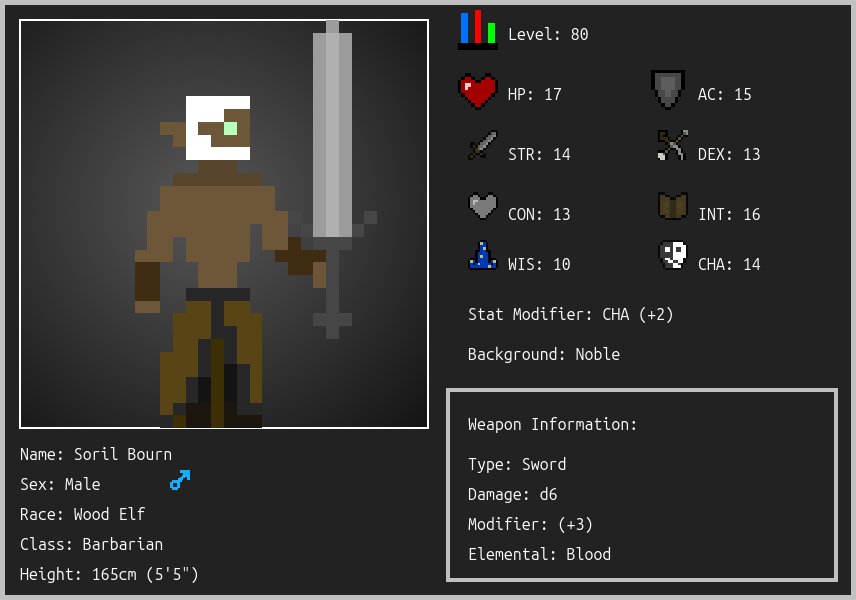 Level: 80
HP: 17
AC: 15
STR: 14
DEX: 13
CON: 13
INT: 16
WIS: 10
CHA: 14
Stat Modifier: CHA (+2)
Background: Noble
Weapon Information:
Type: Sword
Damage: d6
Modifier: (+3)
Elemental: Blood
Name: Soril Bourn
Sex: Male
Race: Wood Elf
Class: Barbarian
Height: 165cm (5'5")